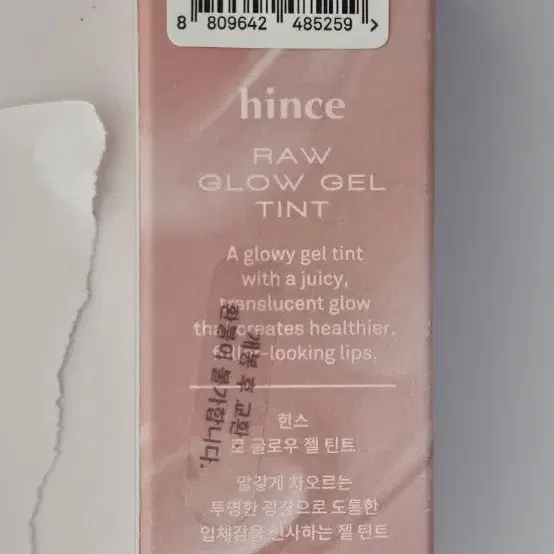 8 809642 485259
hince
RAW
GLOW GEL
TINT
A glowy gel tint
with a juicy,
translucent glow
that creates healthier,
fuller-looking lips.
힌스
로 글로우 젤 틴트
말갛게 차오르는
투명한 광감으로 도톰한
입체감을 선사하는 젤 틴트
개봉 후 교환
환불이 불가합니다.